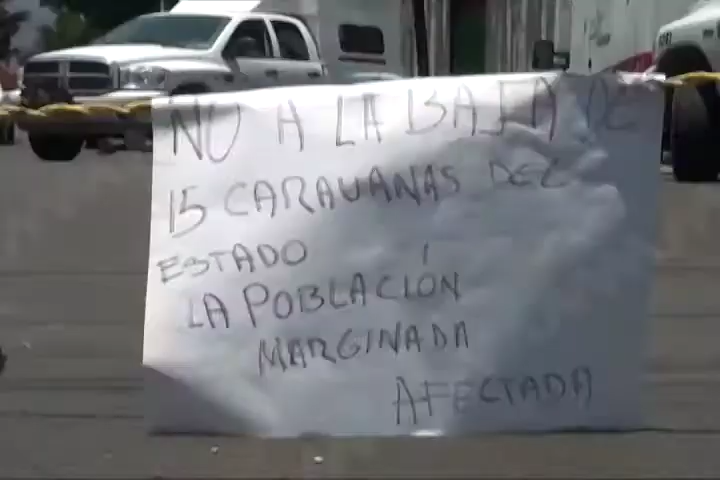 NO A LA BAJA DE
15 CARAVANAS DEL
ESTADO
LA POBLACIÓN
MARGINADA
AFECTADA